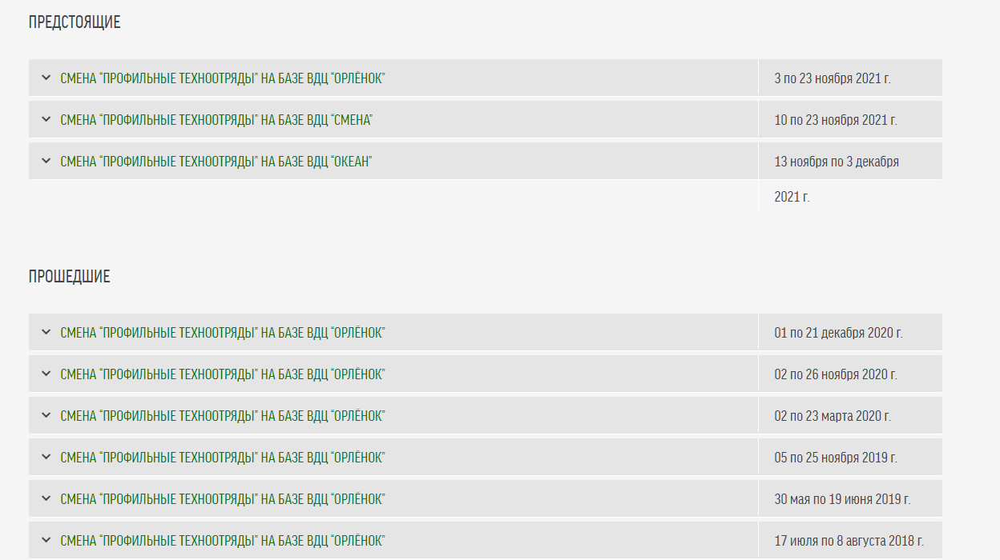 ПРЕДСТОЯЩИЕ
СМЕНА “ПРОФИЛЬНЫЕ ТЕХНООТРЯДЫ” НА БАЗЕ ВДЦ “ОРЛЁНОК” 3 по 23 ноября 2021 г.
СМЕНА “ПРОФИЛЬНЫЕ ТЕХНООТРЯДЫ” НА БАЗЕ ВДЦ “СМЕНА” 10 по 23 ноября 2021 г.
СМЕНА “ПРОФИЛЬНЫЕ ТЕХНООТРЯДЫ” НА БАЗЕ ВДЦ “ОКЕАН” 13 ноября по 3 декабря
2021 г.
ПРОШЕДШИЕ
СМЕНА “ПРОФИЛЬНЫЕ ТЕХНООТРЯДЫ” НА БАЗЕ ВДЦ “ОРЛЁНОК” 01 по 21 декабря 2020 г.
СМЕНА “ПРОФИЛЬНЫЕ ТЕХНООТРЯДЫ” НА БАЗЕ ВДЦ “ОРЛЁНОК” 02 по 26 ноября 2020 г.
СМЕНА “ПРОФИЛЬНЫЕ ТЕХНООТРЯДЫ” НА БАЗЕ ВДЦ “ОРЛЁНОК” 02 по 23 марта 2020 г.
СМЕНА “ПРОФИЛЬНЫЕ ТЕХНООТРЯДЫ” НА БАЗЕ ВДЦ “ОРЛЁНОК” 05 по 25 ноября 2019 г.
СМЕНА “ПРОФИЛЬНЫЕ ТЕХНООТРЯДЫ” НА БАЗЕ ВДЦ “ОРЛЁНОК” 30 мая по 19 июня 2019 г.
СМЕНА “ПРОФИЛЬНЫЕ ТЕХНООТРЯДЫ” НА БАЗЕ ВДЦ “ОРЛЁНОК” 17 июля по 8 августа 2018 г.